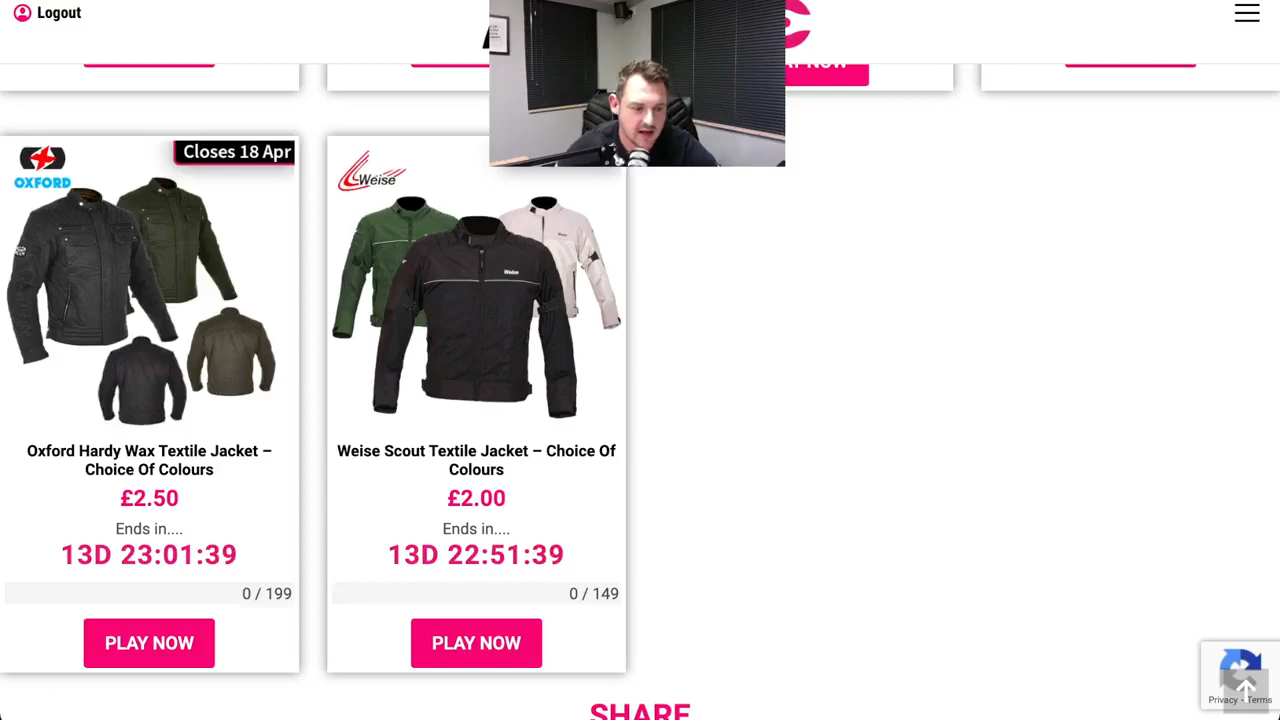 Logout
Closes 18 Apr
OXFORD
Weise
Weise
Oxford Hardy Wax Textile Jacket –
Choice Of Colours
£2.50
Ends in....
13D 23:01:39
0 / 199
PLAY NOW
Weise Scout Textile Jacket – Choice Of
Colours
£2.00
Ends in....
13D 22:51:39
0 / 149
PLAY NOW
SHARE
Privacy - Terms